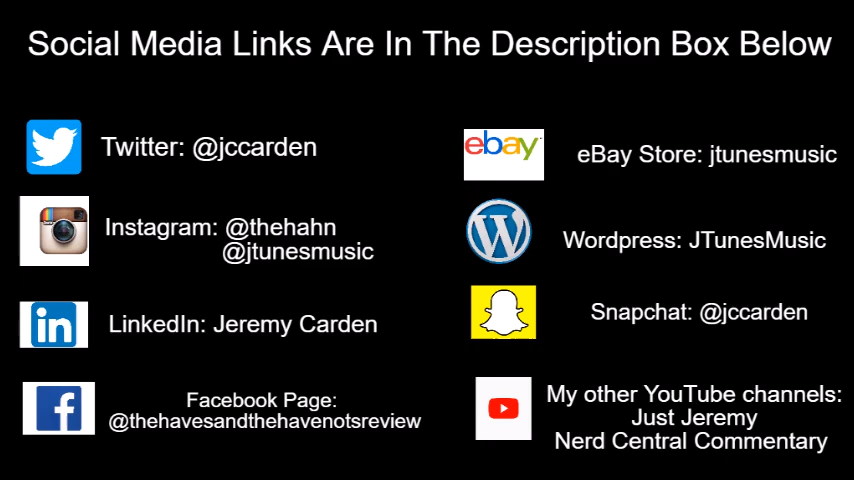 Social Media Links Are In The Description Box Below
Twitter: @jccarden
Instagram: @thehahn
@jtunesmusic
in LinkedIn: Jeremy Carden
f Facebook Page:
@thehavesandthehavenotsreview
ebay eBay Store: jtunesmusic
W Wordpress: JTunesMusic
Snapchat: @jccarden
My other YouTube channels:
Just Jeremy
Nerd Central Commentary